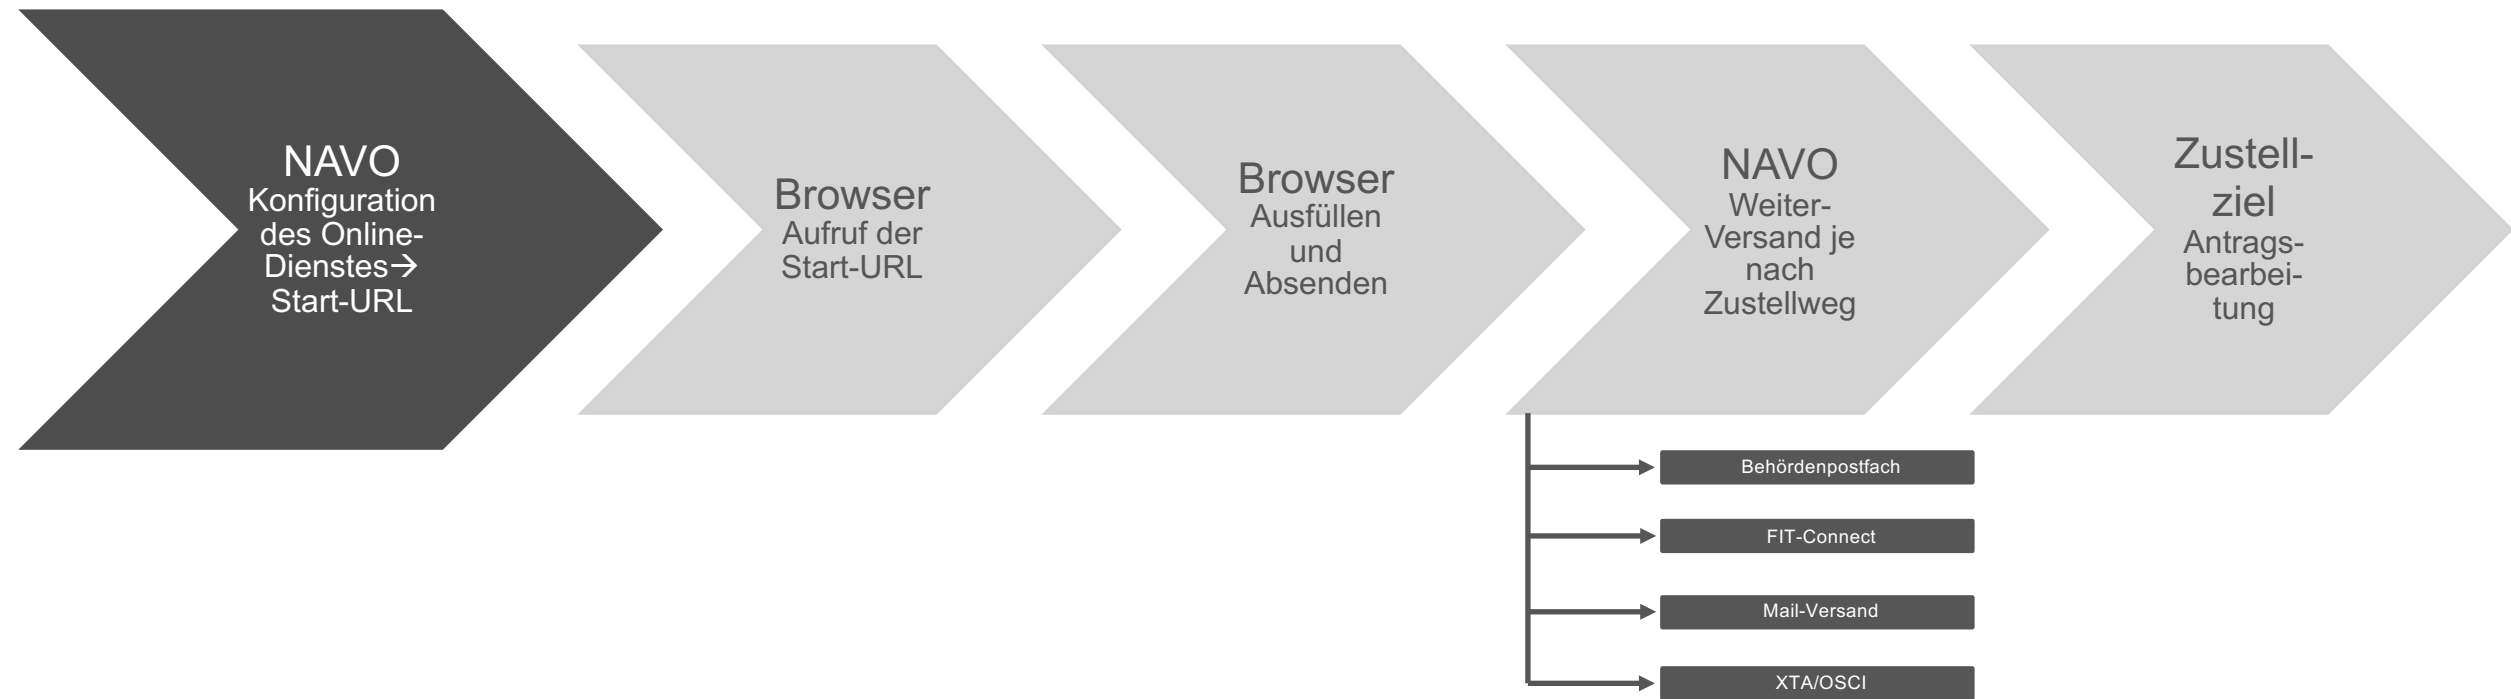 NAVO
Konfiguration
des Online-
Dienstes→
Start-URL
Browser
Aufruf der
Start-URL
Browser
Ausfüllen
und
Absenden
NAVO
Weiter-
Versand je
nach
Zustellweg
Zustell-
ziel
Antrags-
bearbei-
tung
Behördenpostfach
FIT-Connect
Mail-Versand
XTA/OSCI